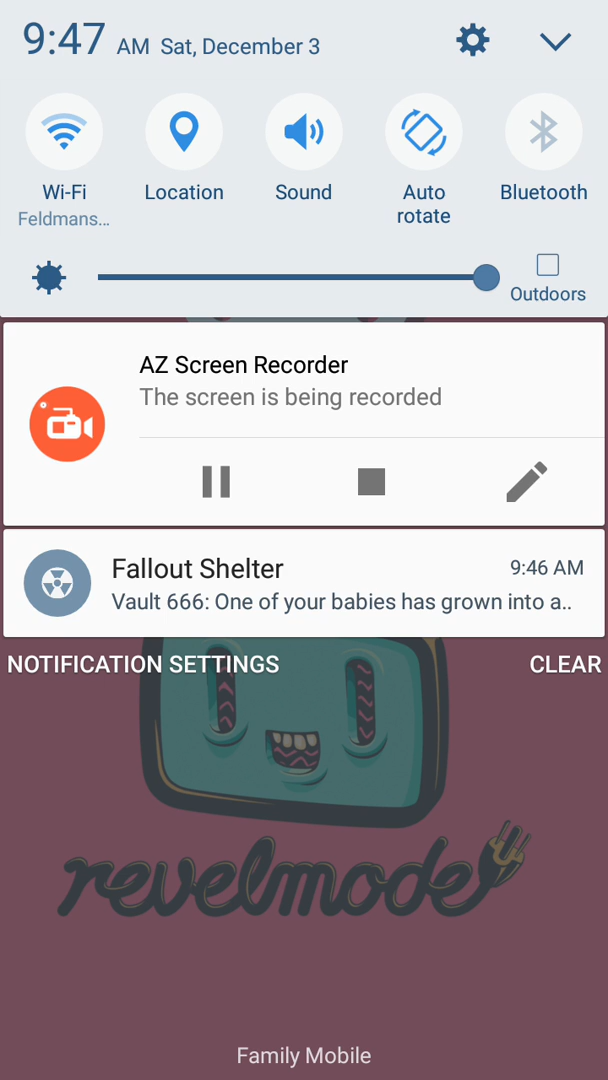 9:47 AM Sat, December 3
Wi-Fi Location Sound Auto rotate Bluetooth
Feldmans...
Outdoors
AZ Screen Recorder
The screen is being recorded
Fallout Shelter 9:46 AM
Vault 666: One of your babies has grown into a..
NOTIFICATION SETTINGS CLEAR
revelmode
Family Mobile